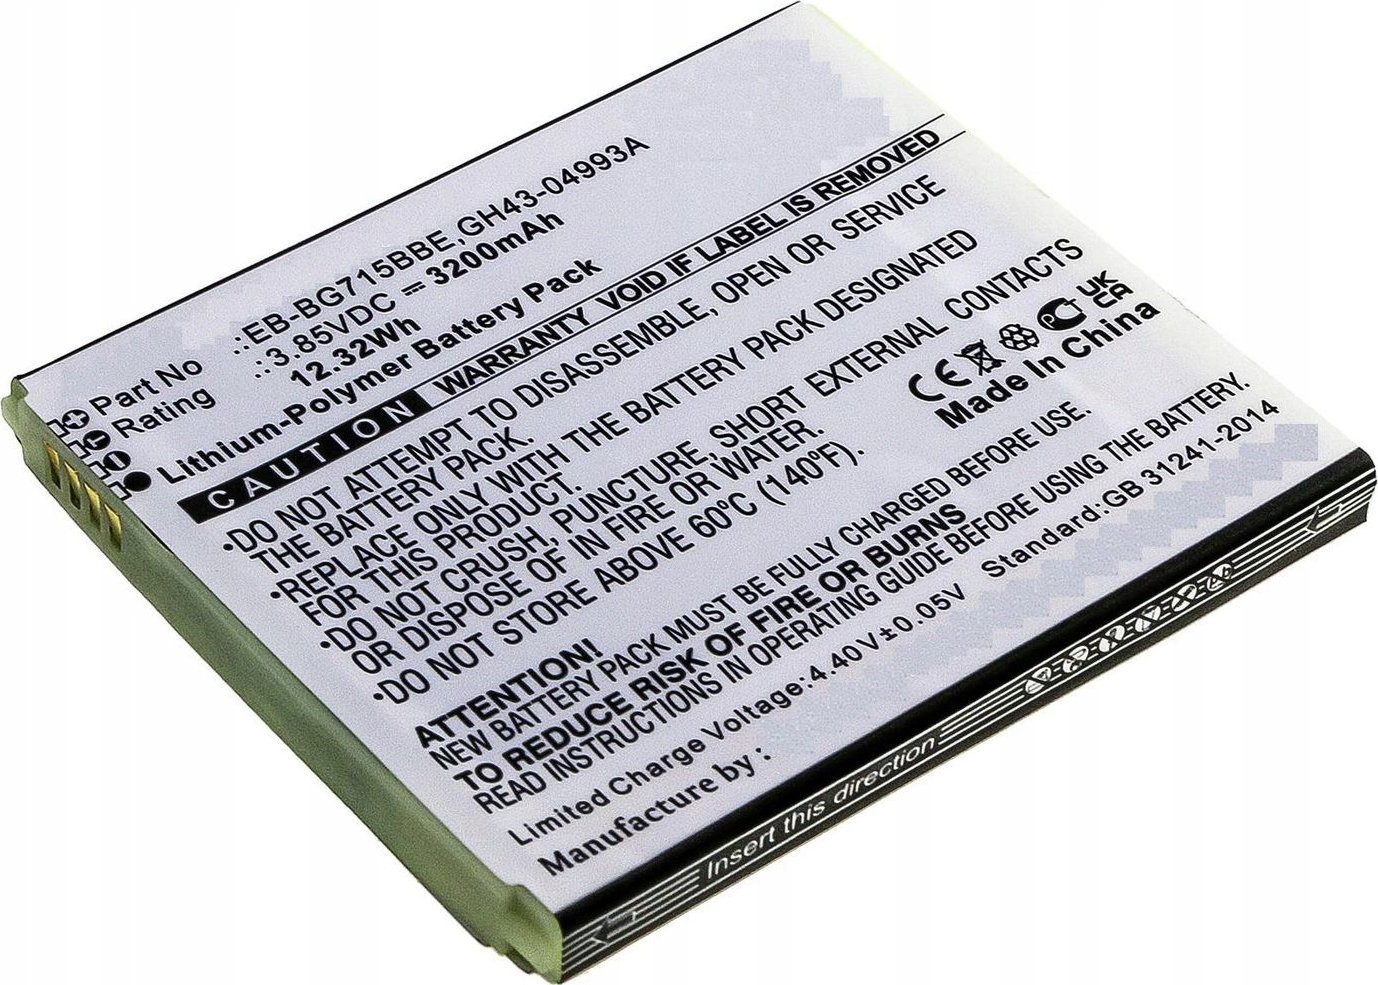 Part No .:EB-BG715BBE,GH43-04993A
Rating .:3.85VDC ⎓ 3200mAh
12.32Wh
Lithium-Polymer Battery Pack
CAUTION WARRANTY VOID IF LABEL IS REMOVED
•DO NOT ATTEMPT TO DISASSEMBLE, OPEN OR SERVICE
THE BATTERY PACK.
•REPLACE ONLY WITH THE BATTERY PACK DESIGNATED
FOR THIS PRODUCT.
•DO NOT CRUSH, PUNCTURE, SHORT EXTERNAL CONTACTS
OR DISPOSE OF IN FIRE OR WATER.
•DO NOT STORE ABOVE 60ºC (140ºF)
CE EAC UKCA
Made In China
ATTENTION!
NEW BATTERY PACK MUST BE FULLY CHARGED BEFORE USE.
TO REDUCE RISK OF FIRE OR BURNS
READ INSTRUCTIONS IN OPERATING GUIDE BEFORE USING THE BATTERY.
Limited Charge Voltage:4.40V±0.05V Standard::GB 31241-2014
Manufacture by :
Insert this direction